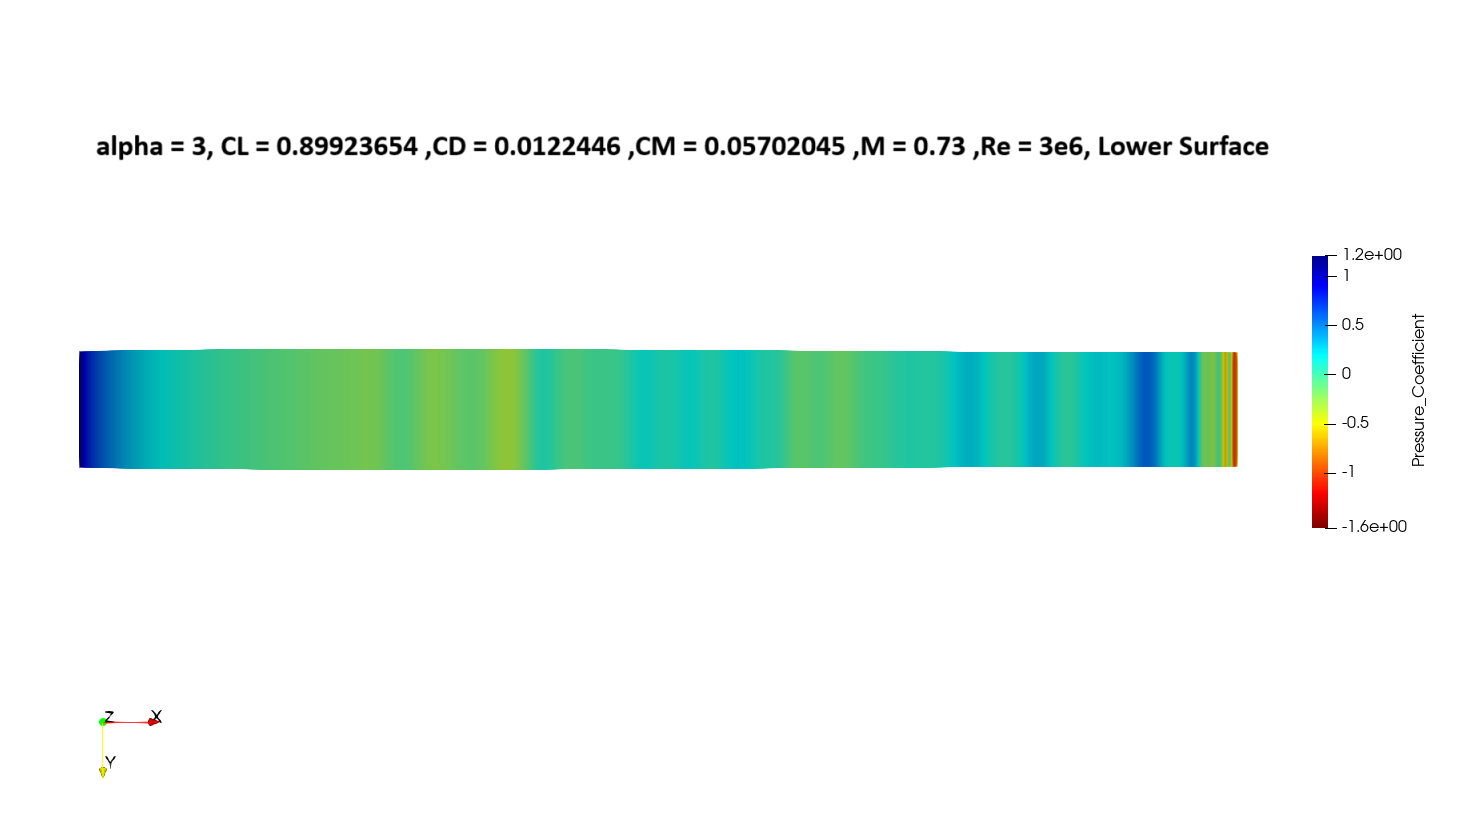 alpha = 3, CL = 0.89923654 ,CD = 0.0122446 ,CM = 0.05702045 ,M = 0.73 ,Re = 3e6, Lower Surface
1.2e+00
1
0.5
0
-0.5
-1
-1.6e+00
Pressure_Coefficient
Z
X
Y